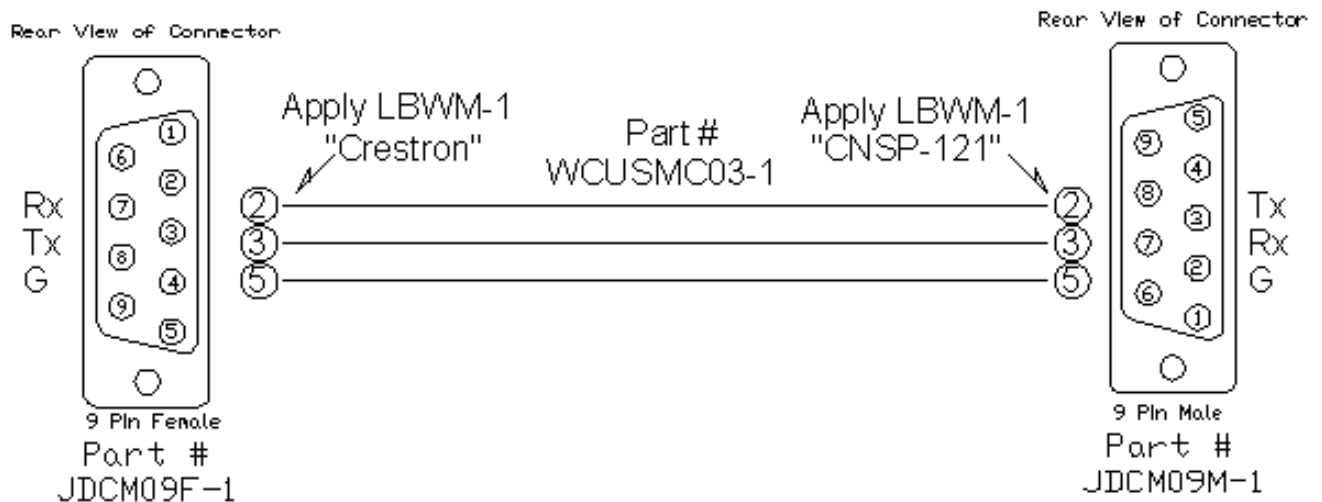 Rear View of Connector
1
6
2
7
3
8
4
9
5
9 Pin Female
Part #
JDCM09F-1
Rx
Tx
G
Apply LBWM-1
"Crestron"
2
3
5
Part #
WCUSMC03-1
Apply LBWM-1
"CNSP-121"
2
3
5
Rear View of Connector
5
9
4
8
3
7
2
6
1
Tx
Rx
G
9 Pin Male
Part #
JDCM09M-1